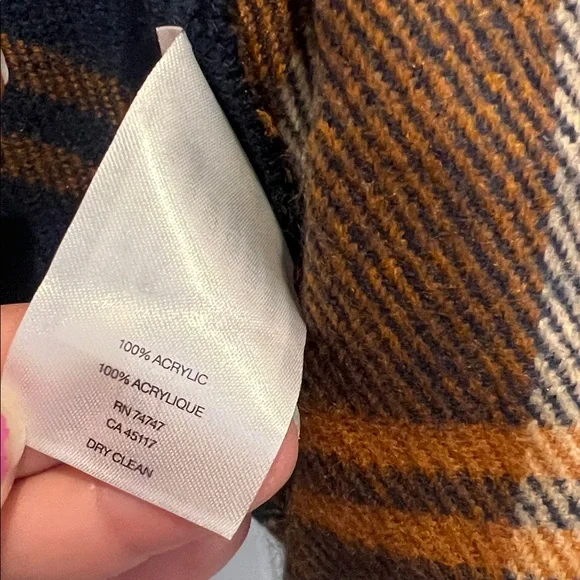 100% ACRYLIC
100% ACRYLIQUE
RN 74747
CA 45117
DRY CLEAN